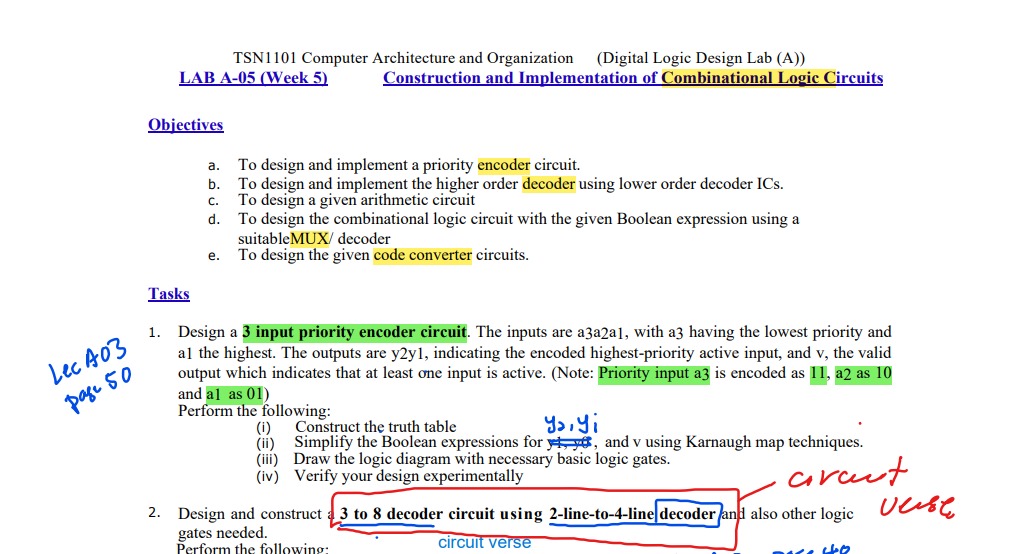 TSN1101 Computer Architecture and Organization (Digital Logic Design Lab (A))
LAB A-05 (Week 5) Construction and Implementation of Combinational Logic Circuits
Objectives
a. To design and implement a priority encoder circuit.
b. To design and implement the higher order decoder using lower order decoder ICs.
c. To design a given arithmetic circuit
d. To design the combinational logic circuit with the given Boolean expression using a
suitableMUX/ decoder
e. To design the given code converter circuits.
Tasks
Lec A03
page 50
1. Design a 3 input priority encoder circuit. The inputs are a3a2a1, with a3 having the lowest priority and
a1 the highest. The outputs are y2y1, indicating the encoded highest-priority active input, and v, the valid
output which indicates that at least one input is active. (Note: Priority input a3 is encoded as 11, a2 as 10
and a1 as 01)
Perform the following:
(i) Construct the truth table
y2, y1
(ii) Simplify the Boolean expressions for y1, y0, and v using Karnaugh map techniques.
(iii) Draw the logic diagram with necessary basic logic gates.
(iv) Verify your design experimentally
circuit
verse
2. Design and construct a 3 to 8 decoder circuit using 2-line-to-4-line decoder and also other logic
gates needed.
circuit verse
Perform the following: